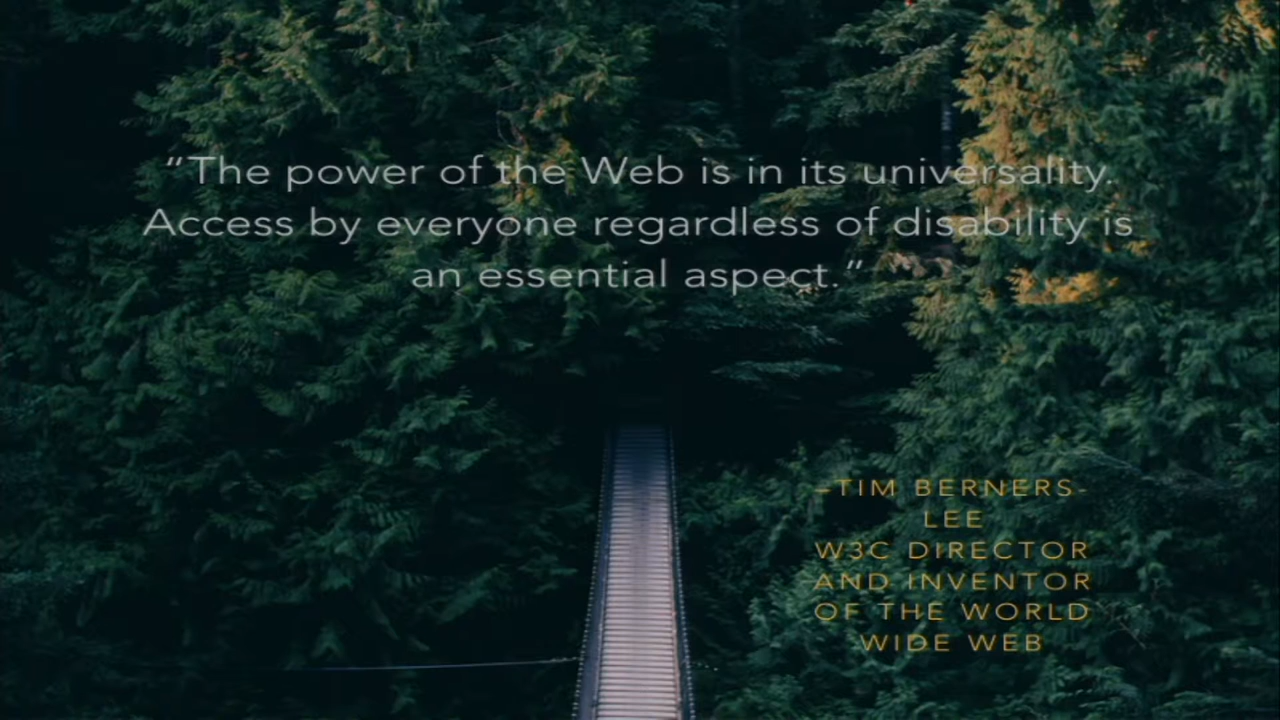 “The power of the Web is in its universality.
Access by everyone regardless of disability is
an essential aspect.”
–TIM BERNERS-
LEE
W3C DIRECTOR
AND INVENTOR
OF THE WORLD
WIDE WEB